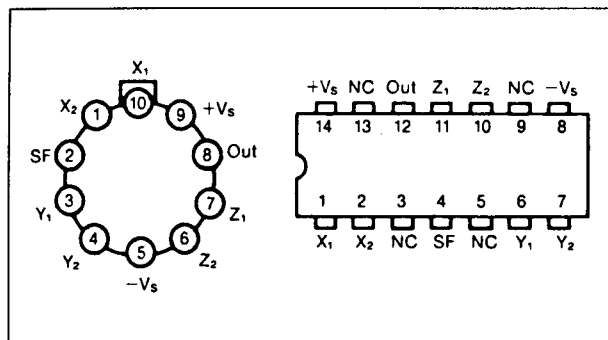 X₁
10
X₂ 1 9 +Vs
SF 2 8 Out
Y₁ 3 7 Z₁
Y₂ 4 6 Z₂
5
−Vs
+Vs NC Out Z₁ Z₂ NC −Vs
14 13 12 11 10 9 8
1 2 3 4 5 6 7
X₁ X₂ NC SF NC Y₁ Y₂